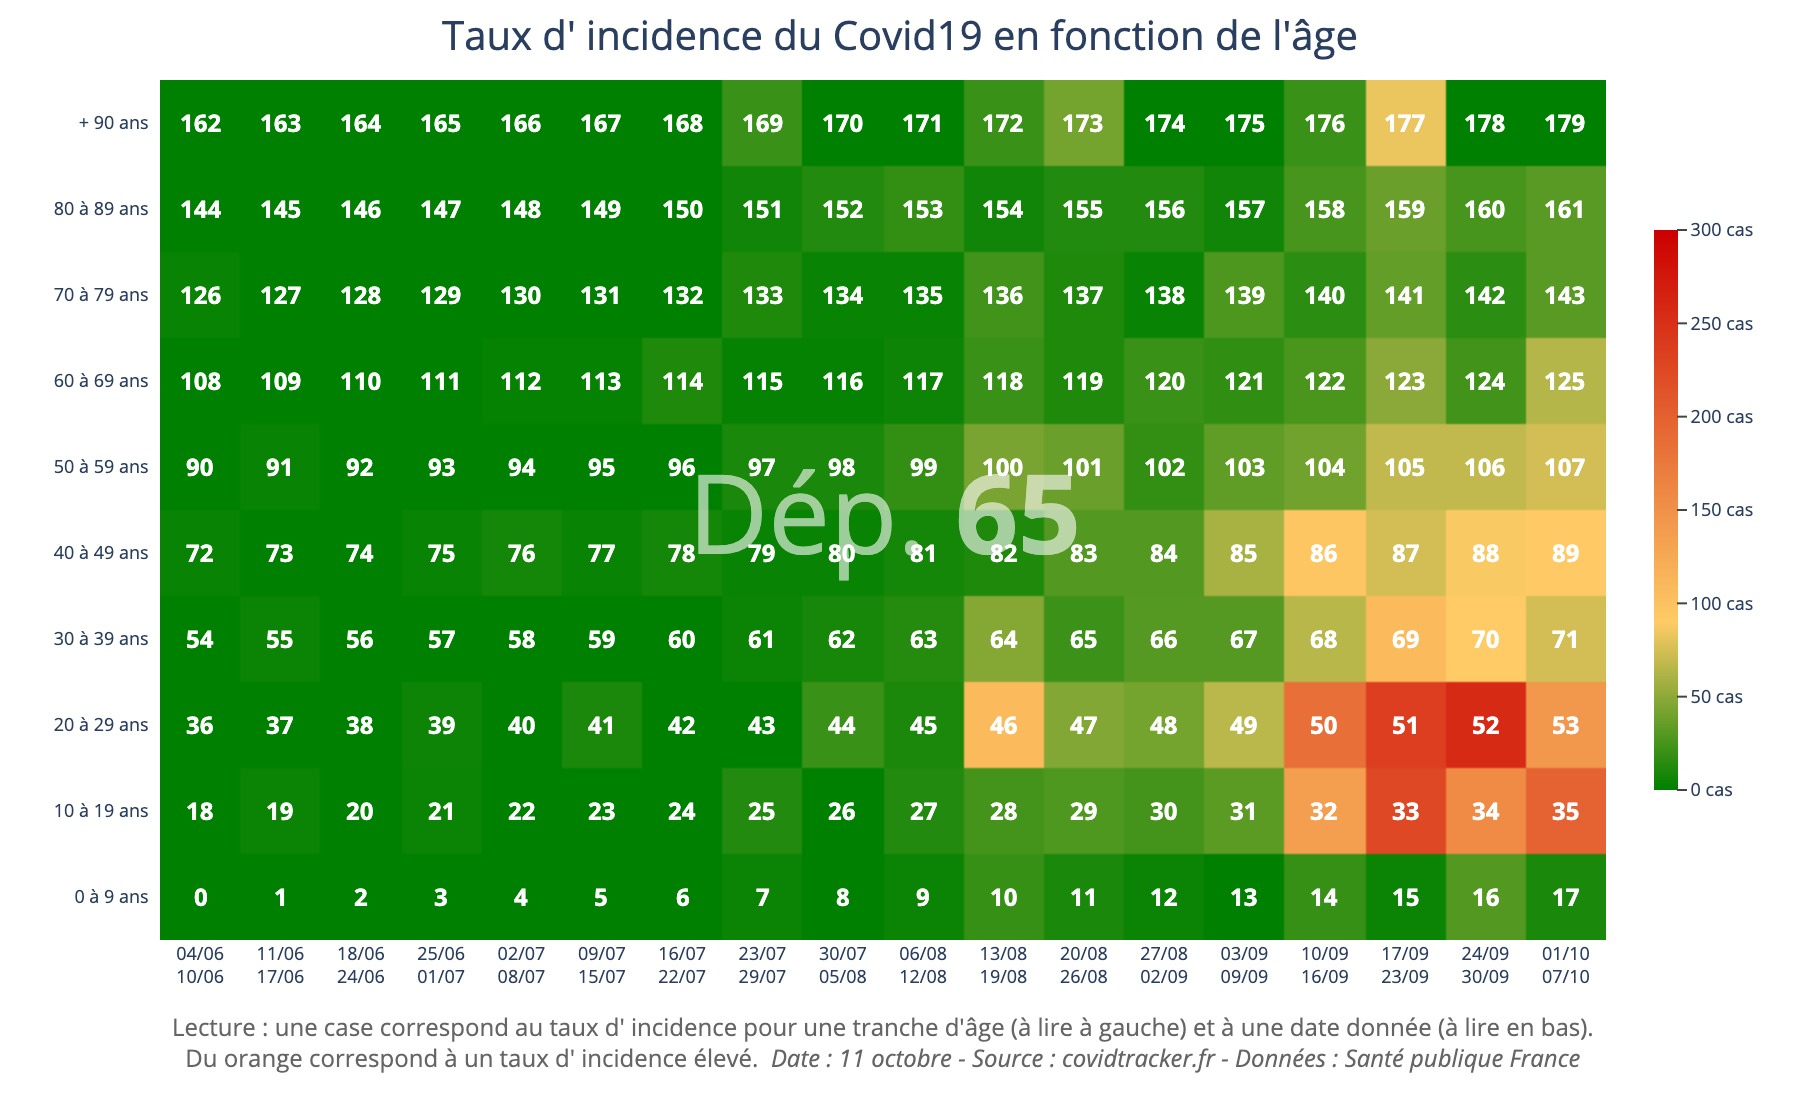 Taux d' incidence du Covid19 en fonction de l'âge
+ 90 ans 162 163 164 165 166 167 168 169 170 171 172 173 174 175 176 177 178 179
80 à 89 ans 144 145 146 147 148 149 150 151 152 153 154 155 156 157 158 159 160 161
70 à 79 ans 126 127 128 129 130 131 132 133 134 135 136 137 138 139 140 141 142 143
60 à 69 ans 108 109 110 111 112 113 114 115 116 117 118 119 120 121 122 123 124 125
50 à 59 ans 90 91 92 93 94 95 96 97 98 99 100 101 102 103 104 105 106 107
Dép. 65
40 à 49 ans 72 73 74 75 76 77 78 79 80 81 82 83 84 85 86 87 88 89
30 à 39 ans 54 55 56 57 58 59 60 61 62 63 64 65 66 67 68 69 70 71
20 à 29 ans 36 37 38 39 40 41 42 43 44 45 46 47 48 49 50 51 52 53
10 à 19 ans 18 19 20 21 22 23 24 25 26 27 28 29 30 31 32 33 34 35
0 à 9 ans 0 1 2 3 4 5 6 7 8 9 10 11 12 13 14 15 16 17
04/06 11/06 18/06 25/06 02/07 09/07 16/07 23/07 30/07 06/08 13/08 20/08 27/08 03/09 10/09 17/09 24/09 01/10
10/06 17/06 24/06 01/07 08/07 15/07 22/07 29/07 05/08 12/08 19/08 26/08 02/09 09/09 16/09 23/09 30/09 07/10
300 cas
250 cas
200 cas
150 cas
100 cas
50 cas
0 cas
Lecture : une case correspond au taux d' incidence pour une tranche d'âge (à lire à gauche) et à une date donnée (à lire en bas).
Du orange correspond à un taux d' incidence élevé. Date : 11 octobre - Source : covidtracker.fr - Données : Santé publique France